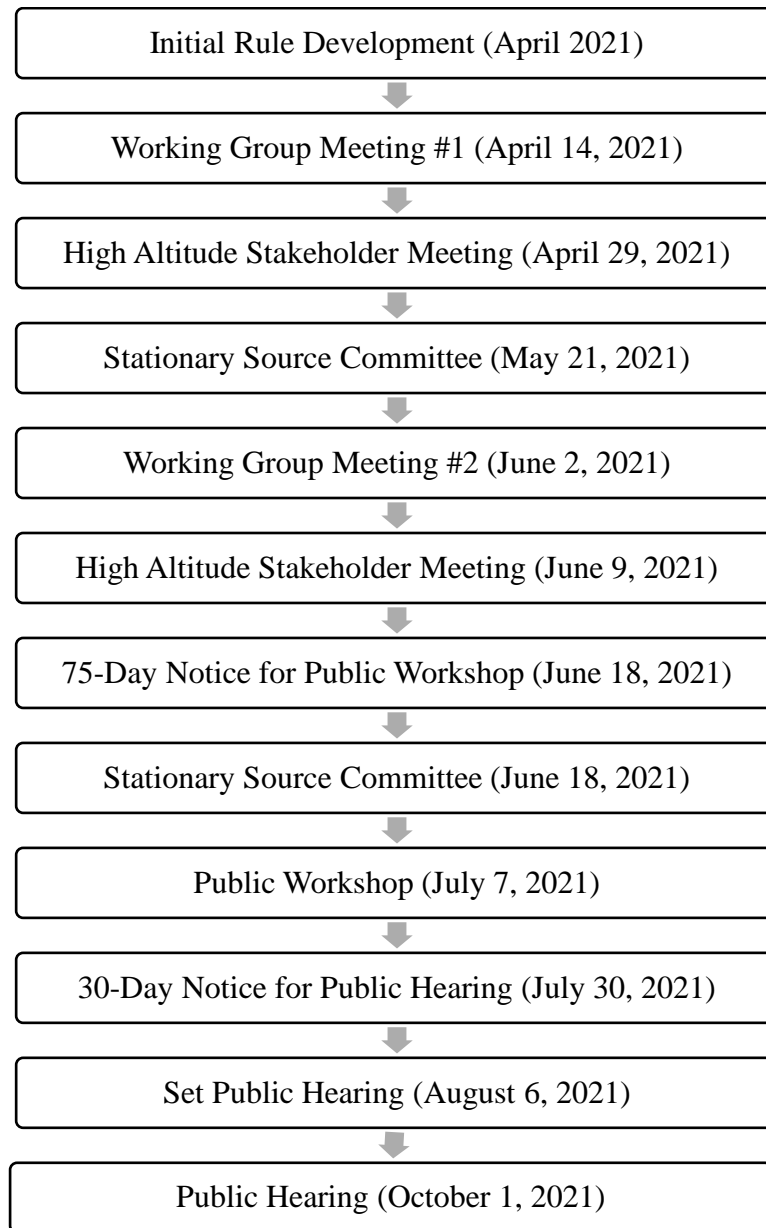 Initial Rule Development (April 2021)
Working Group Meeting #1 (April 14, 2021)
High Altitude Stakeholder Meeting (April 29, 2021)
Stationary Source Committee (May 21, 2021)
Working Group Meeting #2 (June 2, 2021)
High Altitude Stakeholder Meeting (June 9, 2021)
75-Day Notice for Public Workshop (June 18, 2021)
Stationary Source Committee (June 18, 2021)
Public Workshop (July 7, 2021)
30-Day Notice for Public Hearing (July 30, 2021)
Set Public Hearing (August 6, 2021)
Public Hearing (October 1, 2021)